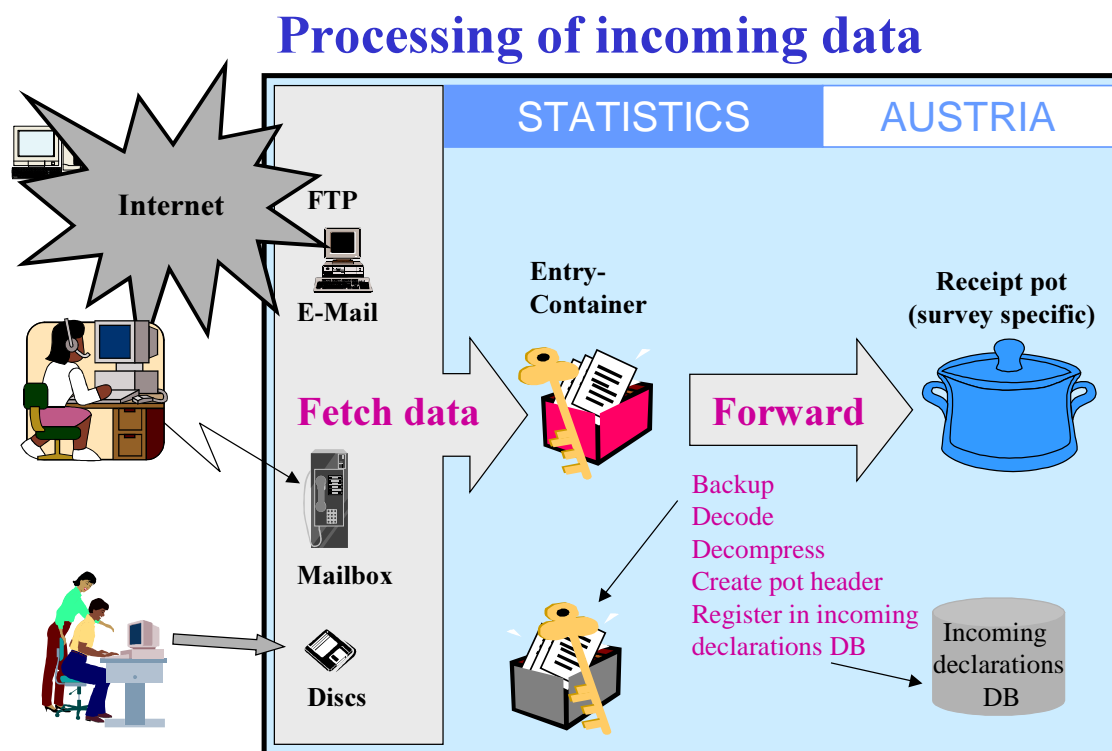 Processing of incoming data
STATISTICS
AUSTRIA
Internet
FTP
E-Mail
Entry-
Container
Receipt pot
(survey specific)
Fetch data
Forward
Mailbox
Discs
Backup
Decode
Decompress
Create pot header
Register in incoming
declarations DB
Incoming
declarations
DB